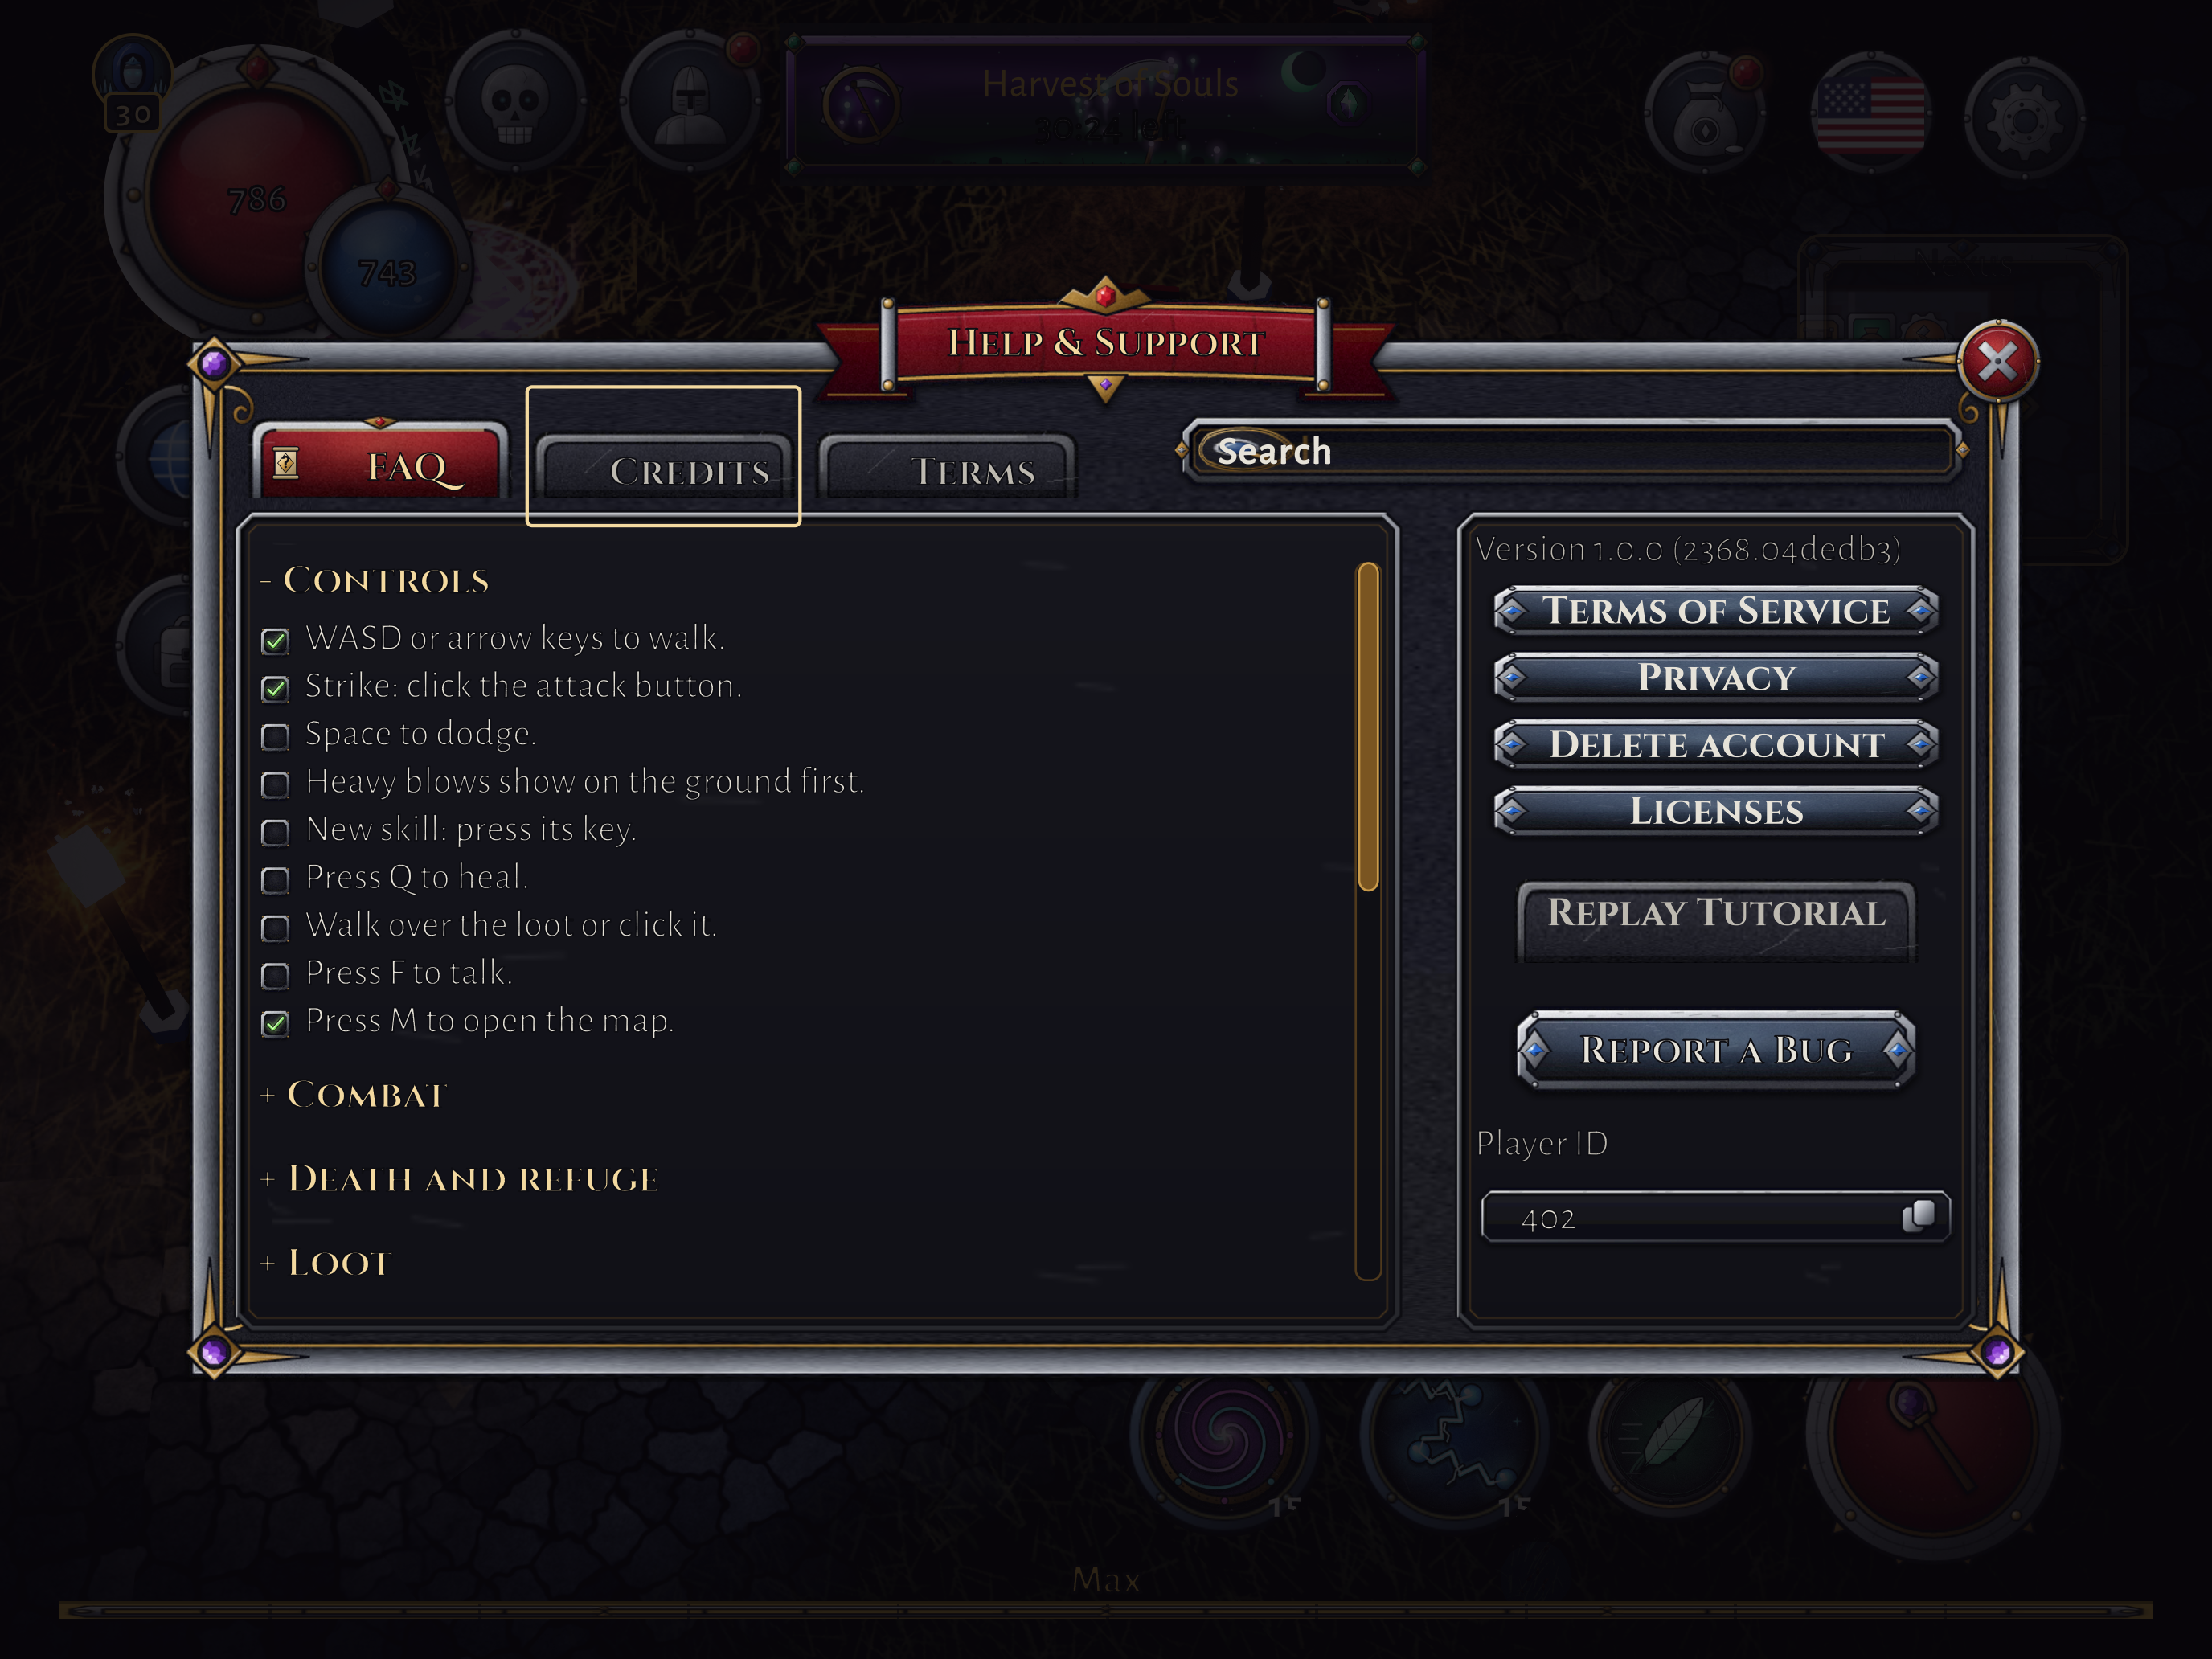 30
786
743
Harvest of Souls
30:24 left
Help & Support
FAQ
Credits
Terms
Search
- Controls
WASD or arrow keys to walk.
Strike: click the attack button.
Space to dodge.
Heavy blows show on the ground first.
New skill: press its key.
Press Q to heal.
Walk over the loot or click it.
Press F to talk.
Press M to open the map.
+ Combat
+ Death and refuge
+ Loot
Version 1.0.0 (2368.04dedb3)
Terms of Service
Privacy
Delete account
Licenses
Replay Tutorial
Report a Bug
Player ID
402
Max